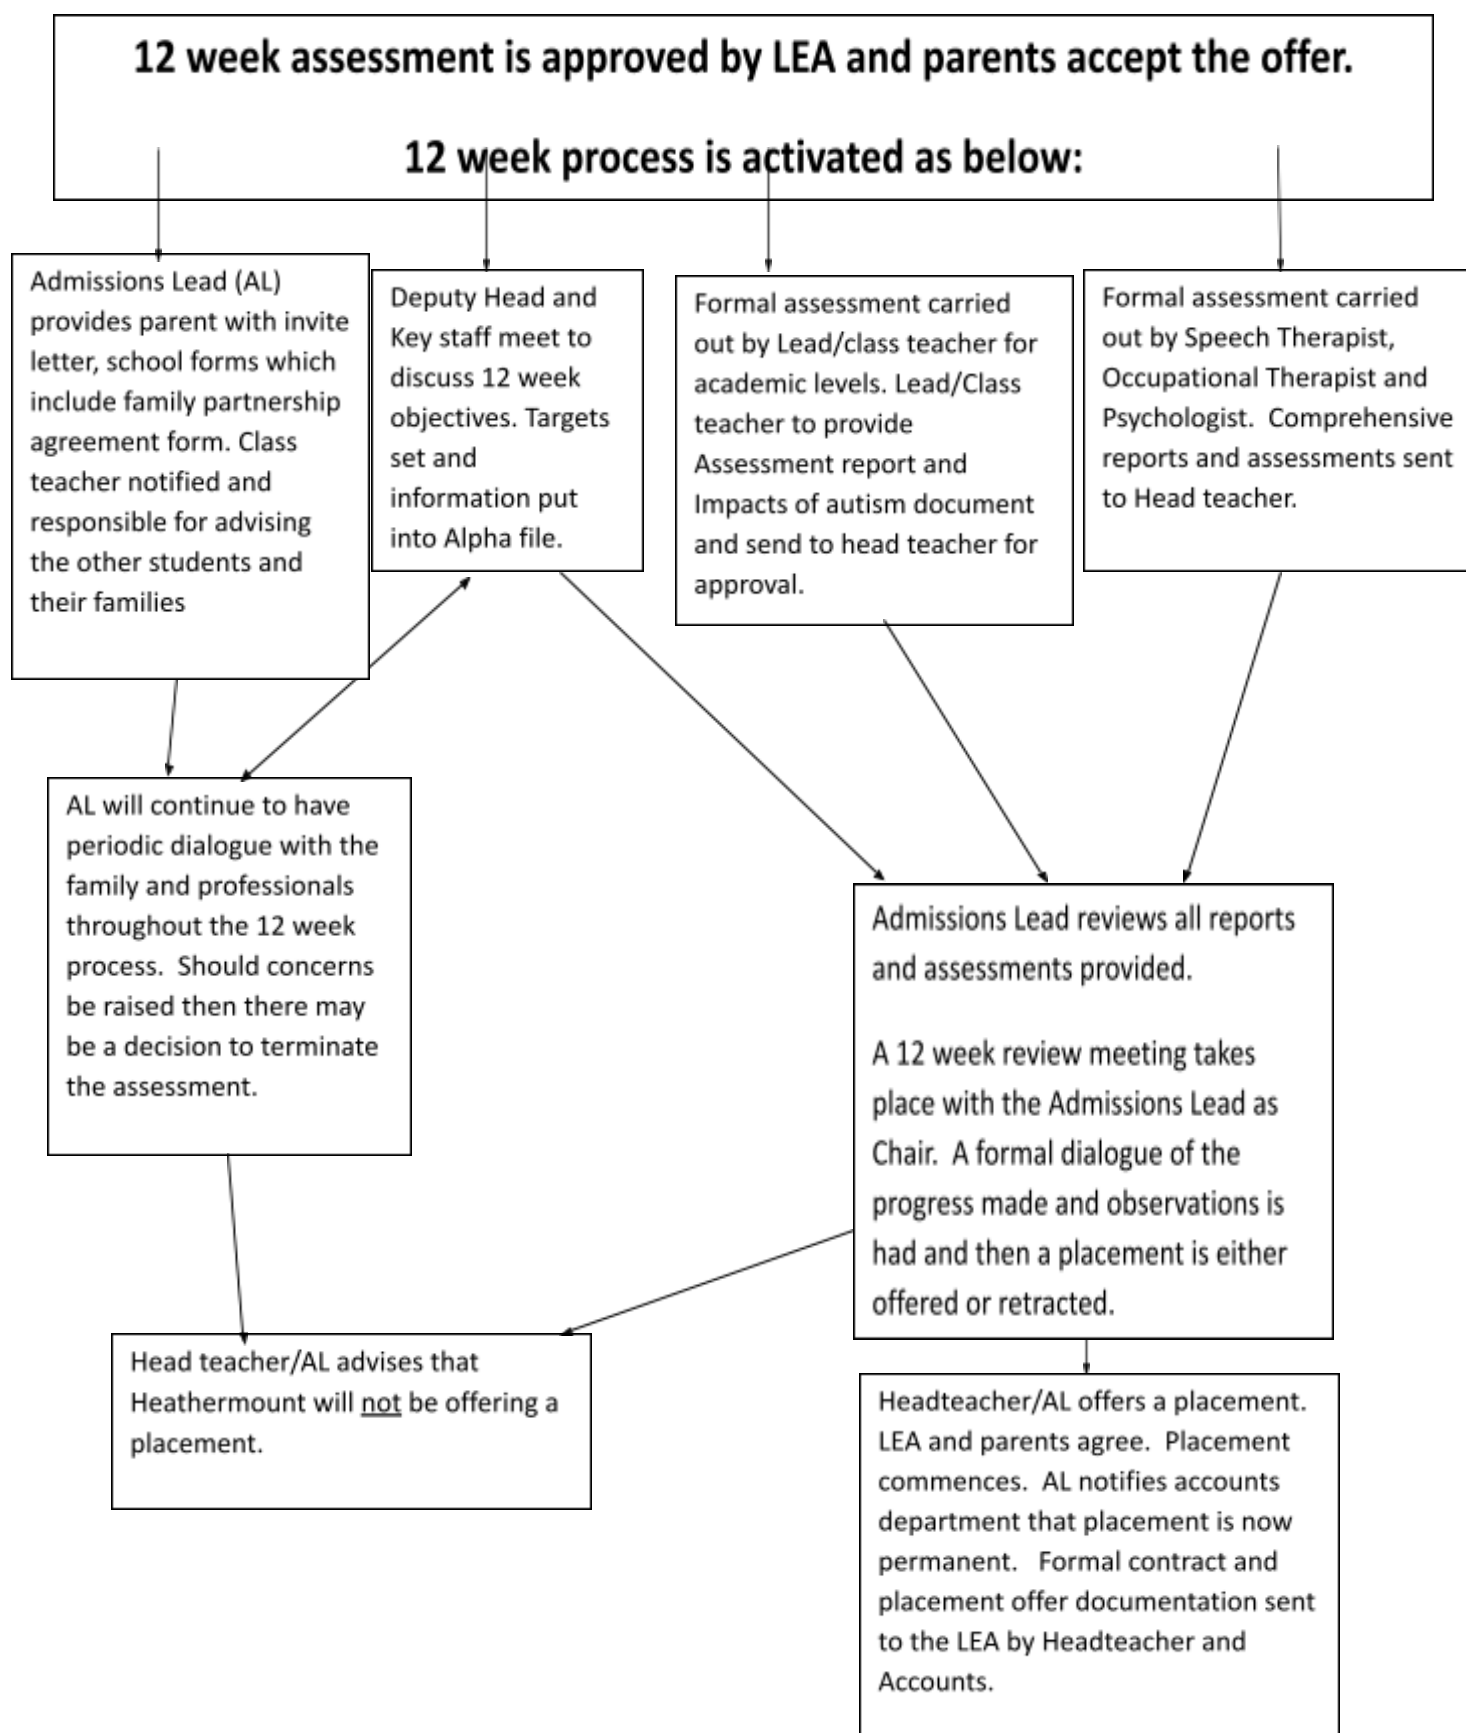 12 week assessment is approved by LEA and parents accept the offer.
12 week process is activated as below:
Admissions Lead (AL)
provides parent with invite
letter, school forms which
include family partnership
agreement form. Class
teacher notified and
responsible for advising
the other students and
their families
Deputy Head and
Key staff meet to
discuss 12 week
objectives. Targets
set and
information put
into Alpha file.
Formal assessment carried
out by Lead/class teacher for
academic levels. Lead/Class
teacher to provide
Assessment report and
Impacts of autism document
and send to head teacher for
approval.
Formal assessment carried
out by Speech Therapist,
Occupational Therapist and
Psychologist.  Comprehensive
reports and assessments sent
to Head teacher.
AL will continue to have
periodic dialogue with the
family and professionals
throughout the 12 week
process.  Should concerns
be raised then there may
be a decision to terminate
the assessment.
Admissions Lead reviews all reports
and assessments provided.
A 12 week review meeting takes
place with the Admissions Lead as
Chair.  A formal dialogue of the
progress made and observations is
had and then a placement is either
offered or retracted.
Head teacher/AL advises that
Heathermount will not be offering a
placement.
Headteacher/AL offers a placement.
LEA and parents agree.  Placement
commences.  AL notifies accounts
department that placement is now
permanent.   Formal contract and
placement offer documentation sent
to the LEA by Headteacher and
Accounts.